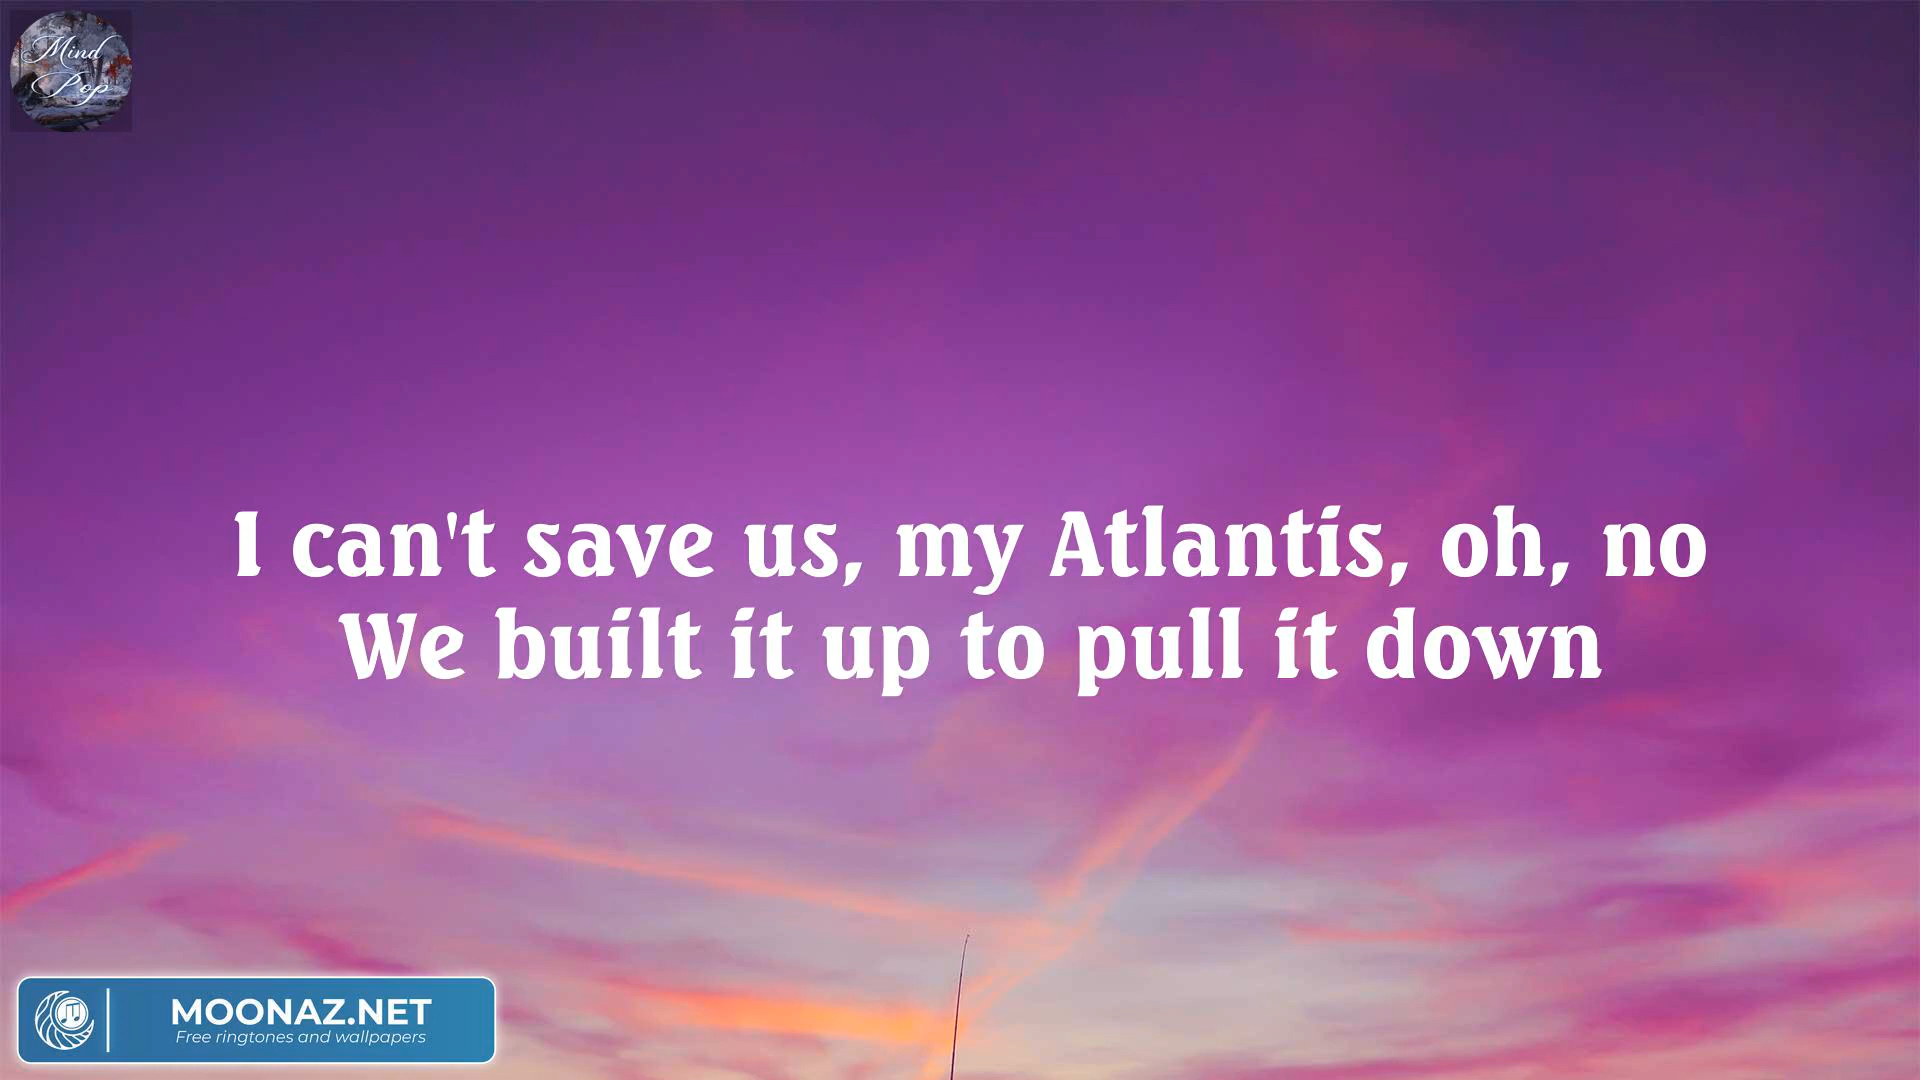 Mind
Pop
I can't save us, my Atlantis, oh, no
We built it up to pull it down
MOONAZ.NET
Free ringtones and wallpapers